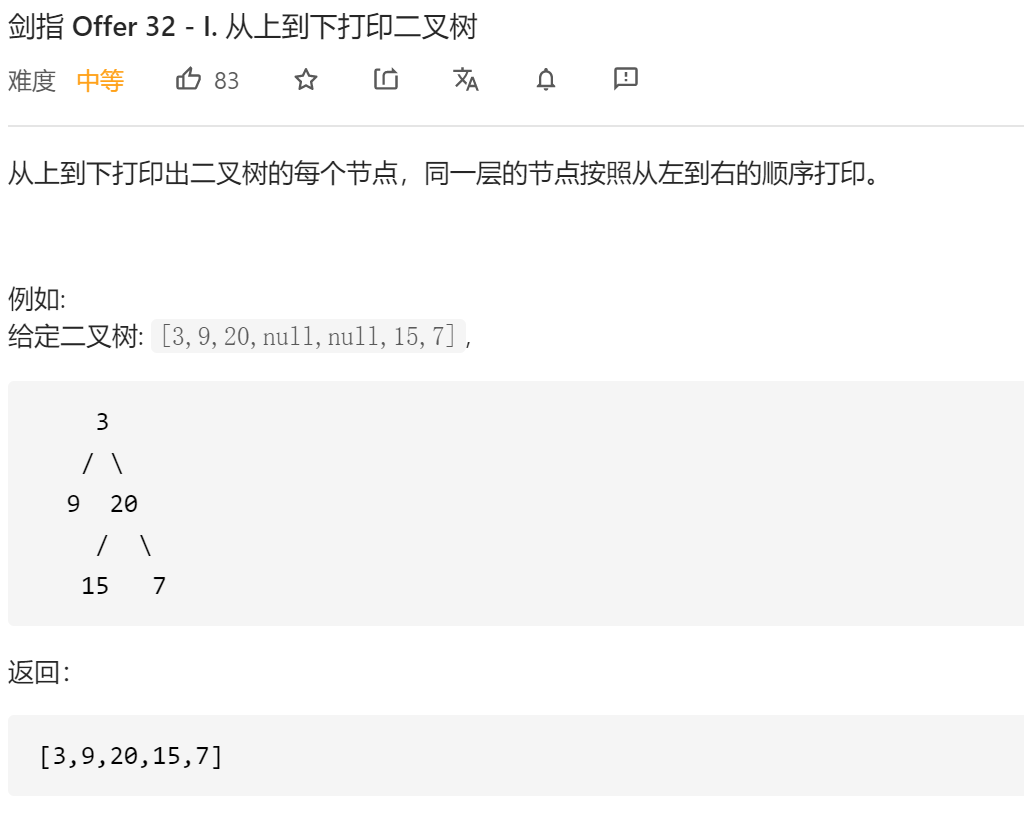 剑指 Offer 32 - I. 从上到下打印二叉树
难度 中等 83
从上到下打印出二叉树的每个节点，同一层的节点按照从左到右的顺序打印。
例如:
给定二叉树: [3,9,20,null,null,15,7],
3
/ \
9 20
/ \
15 7
返回：
[3,9,20,15,7]